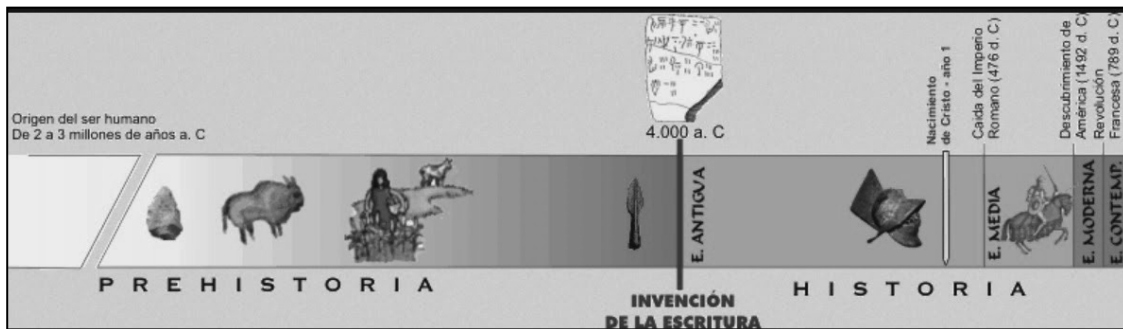 Origen del ser humano
De 2 a 3 millones de años a. C
4.000 a. C
Nacimiento
de Cristo - año 1
Caida del Imperio
Romano (476 d. C)
Descubrimiento de
América (1492 d. C)
Revolución
Francesa (789 d. C)
E. ANTIGUA
E. MEDIA
E. MODERNA
E. CONTEMP.
PREHISTORIA
HISTORIA
INVENCIÓN
DE LA ESCRITURA